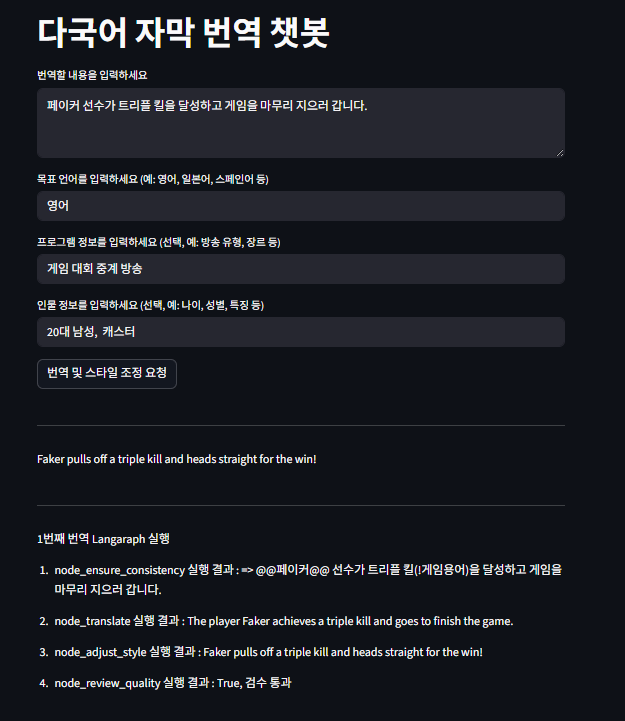 다국어 자막 번역 챗봇
번역할 내용을 입력하세요
페이커 선수가 트리플 킬을 달성하고 게임을 마무리 지으러 갑니다.
목표 언어를 입력하세요 (예: 영어, 일본어, 스페인어 등)
영어
프로그램 정보를 입력하세요 (선택, 예: 방송 유형, 장르 등)
게임 대회 중계 방송
인물 정보를 입력하세요 (선택, 예: 나이, 성별, 특징 등)
20대 남성, 캐스터
번역 및 스타일 조정 요청
Faker pulls off a triple kill and heads straight for the win!
1번째 번역 Langaraph 실행
1. node_ensure_consistency 실행 결과 : => @@페이커@@ 선수가 트리플 킬(!게임용어)을 달성하고 게임을
마무리 지으러 갑니다.
2. node_translate 실행 결과 : The player Faker achieves a triple kill and goes to finish the game.
3. node_adjust_style 실행 결과 : Faker pulls off a triple kill and heads straight for the win!
4. node_review_quality 실행 결과 : True, 검수 통과